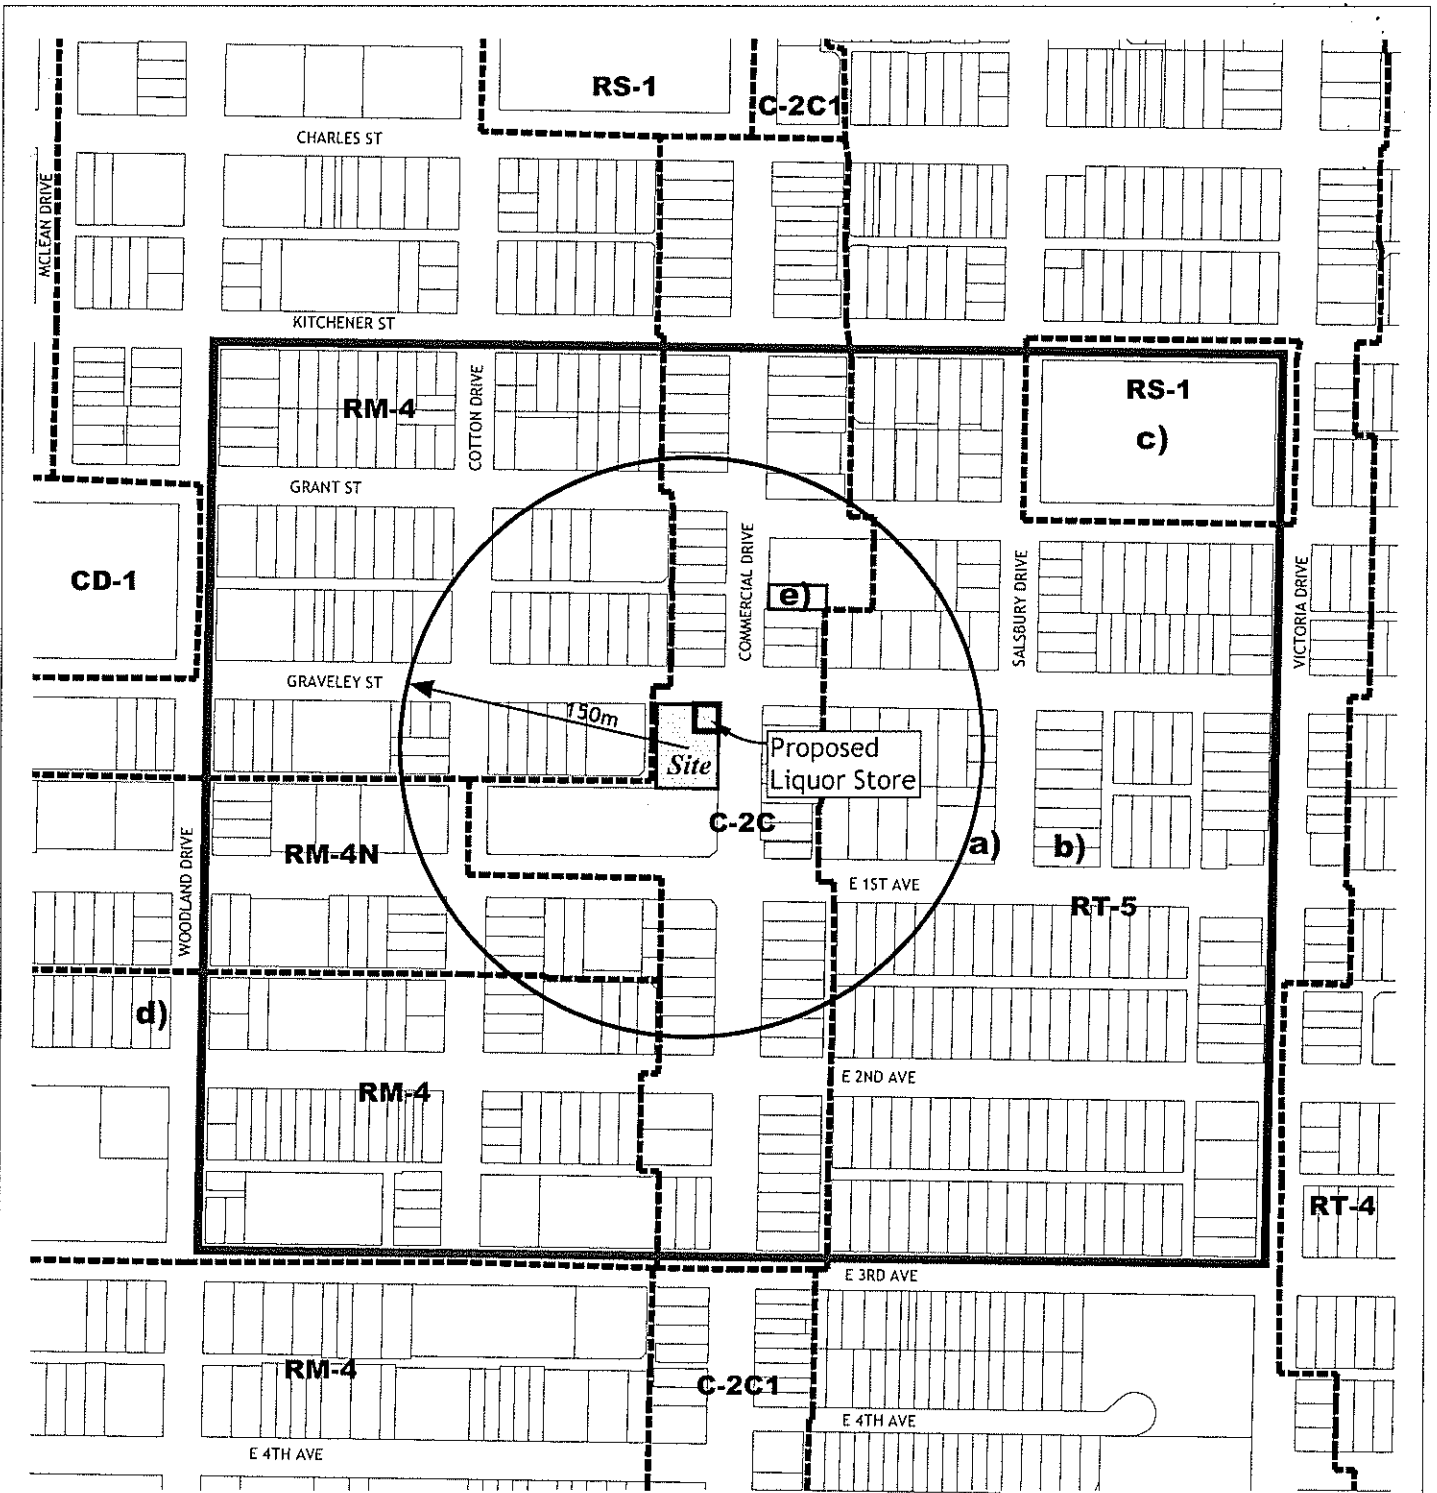 RS-1
C-2C1
CHARLES ST
MCLEAN DRIVE
KITCHENER ST
RM-4
COTTON DRIVE
RS-1
c)
GRANT ST
CD-1
COMMERCIAL DRIVE
e)
SALSBURY DRIVE
VICTORIA DRIVE
GRAVELEY ST
150m
Site
Proposed
Liquor Store
C-2C
WOODLAND DRIVE
RM-4N
a)
b)
E 1ST AVE
RT-5
d)
E 2ND AVE
RM-4
RT-4
E 3RD AVE
RM-4
C-2C1
E 4TH AVE
E 4TH AVE